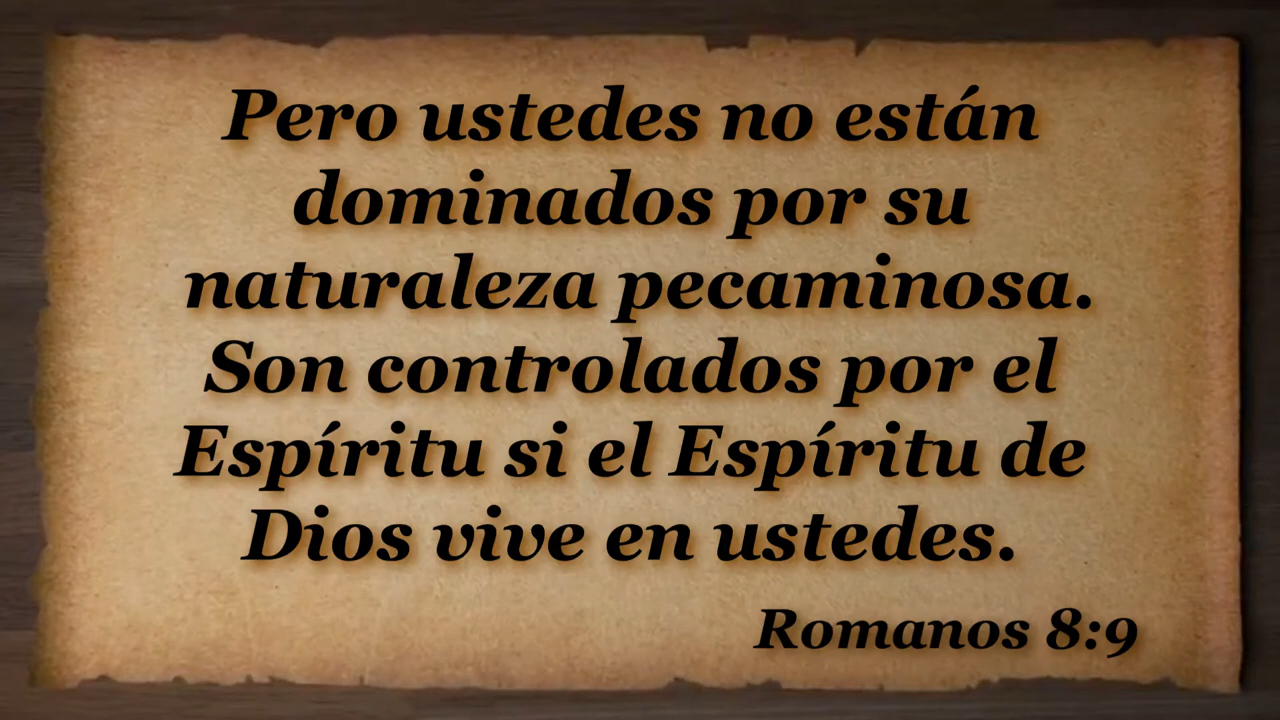 Pero ustedes no están
dominados por su
naturaleza pecaminosa.
Son controlados por el
Espíritu si el Espíritu de
Dios vive en ustedes.
Romanos 8:9